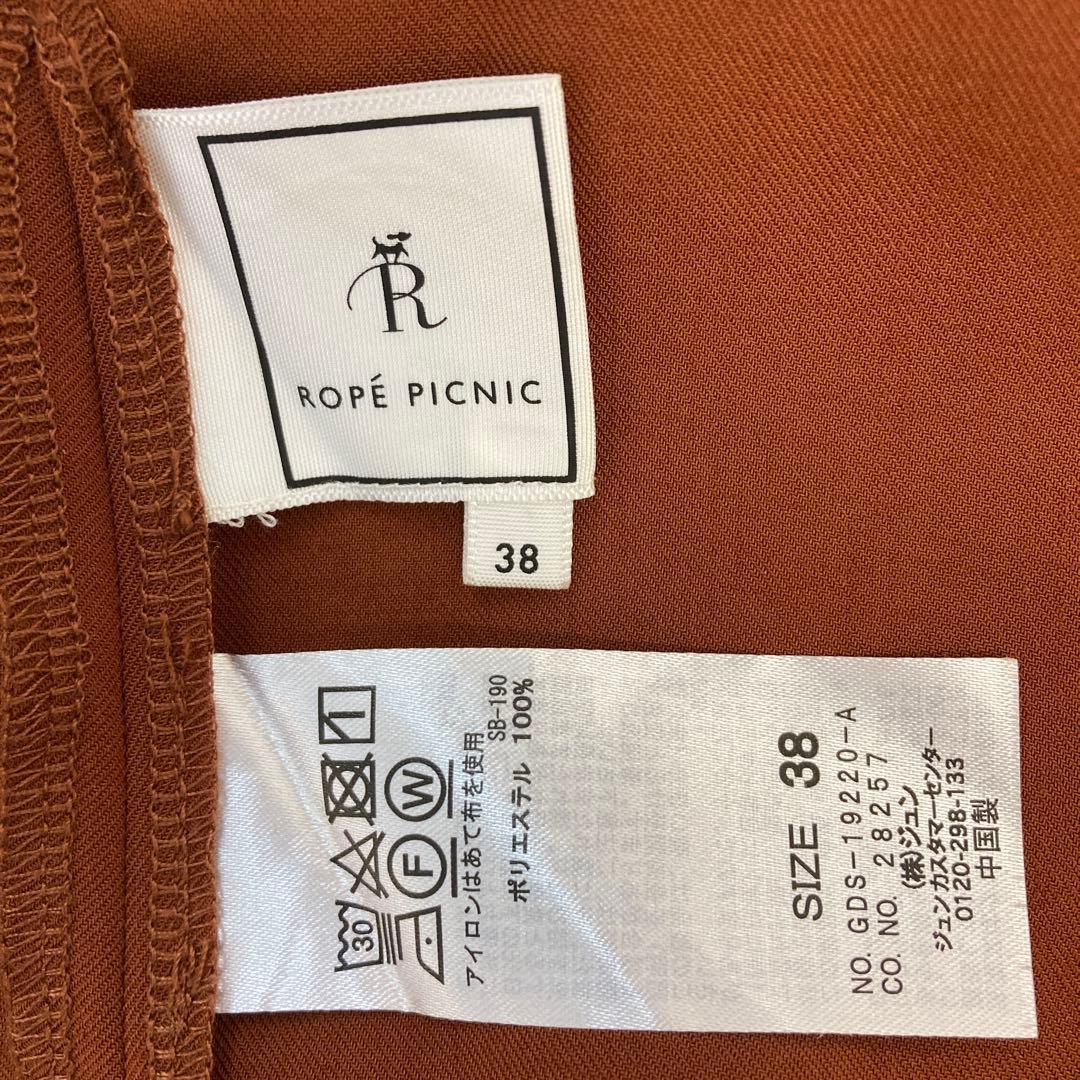 R
ROPÉ PICNIC
38
30
F
W
アイロンはあて布を使用
SB-190
ポリエステル 100%
SIZE 38
NO. GDS-19220-A
CO. NO. 28257
(株)ジュン
ジュンカスタマーセンター
0120-298-133
中国製